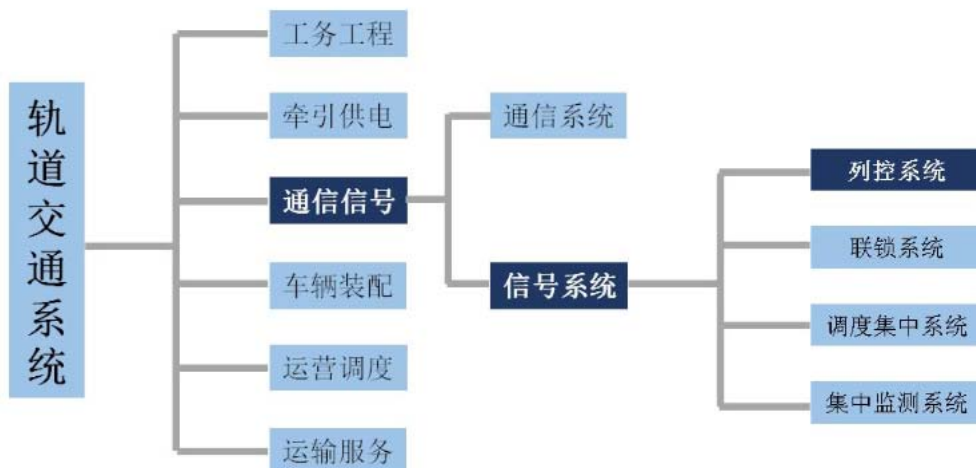 轨道交通系统
工务工程
牵引供电
通信信号
车辆装配
运营调度
运输服务
通信系统
信号系统
列控系统
联锁系统
调度集中系统
集中监测系统